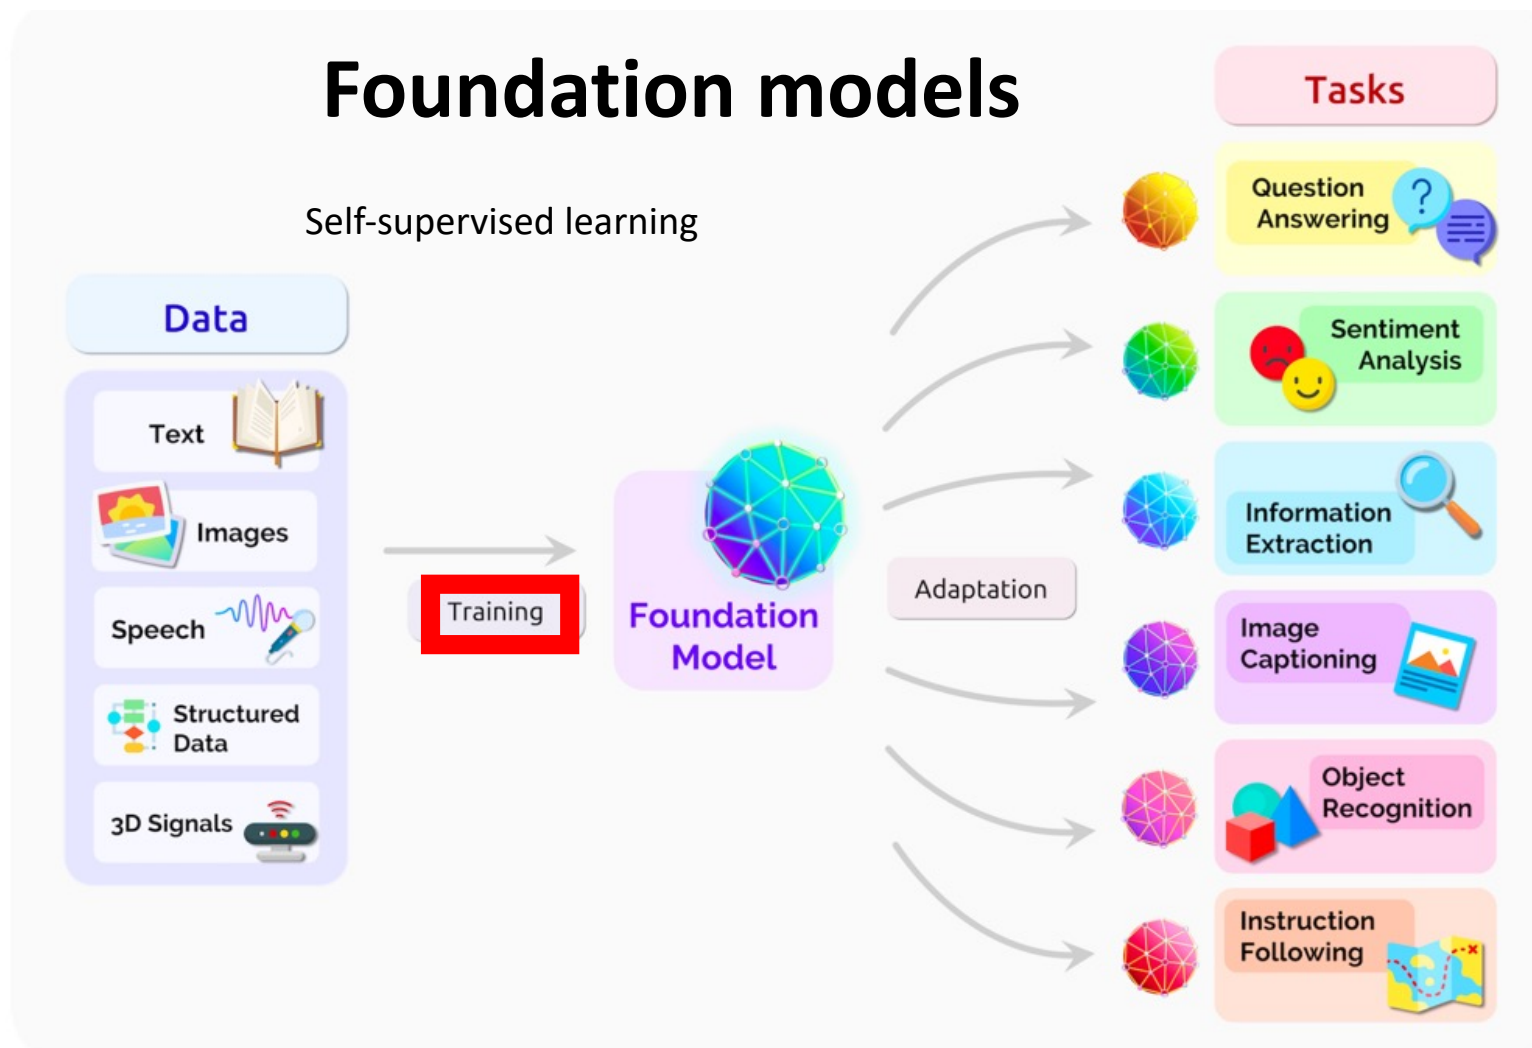 Foundation models
Self-supervised learning
Data
Text
Images
Speech
Structured
Data
3D Signals
Training
Foundation
Model
Adaptation
Tasks
Question
Answering
?
Sentiment
Analysis
Information
Extraction
Image
Captioning
Object
Recognition
Instruction
Following